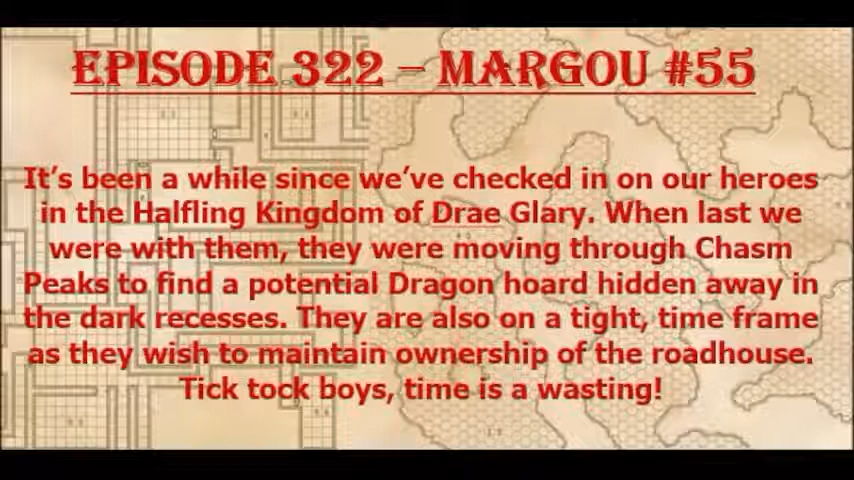 EPISODE 322 – MARGOU #55
It's been a while since we've checked in on our heroes
in the Halfling Kingdom of Drae Glary. When last we
were with them, they were moving through Chasm
Peaks to find a potential Dragon hoard hidden away in
the dark recesses. They are also on a tight, time frame
as they wish to maintain ownership of the roadhouse.
Tick tock boys, time is a wasting!